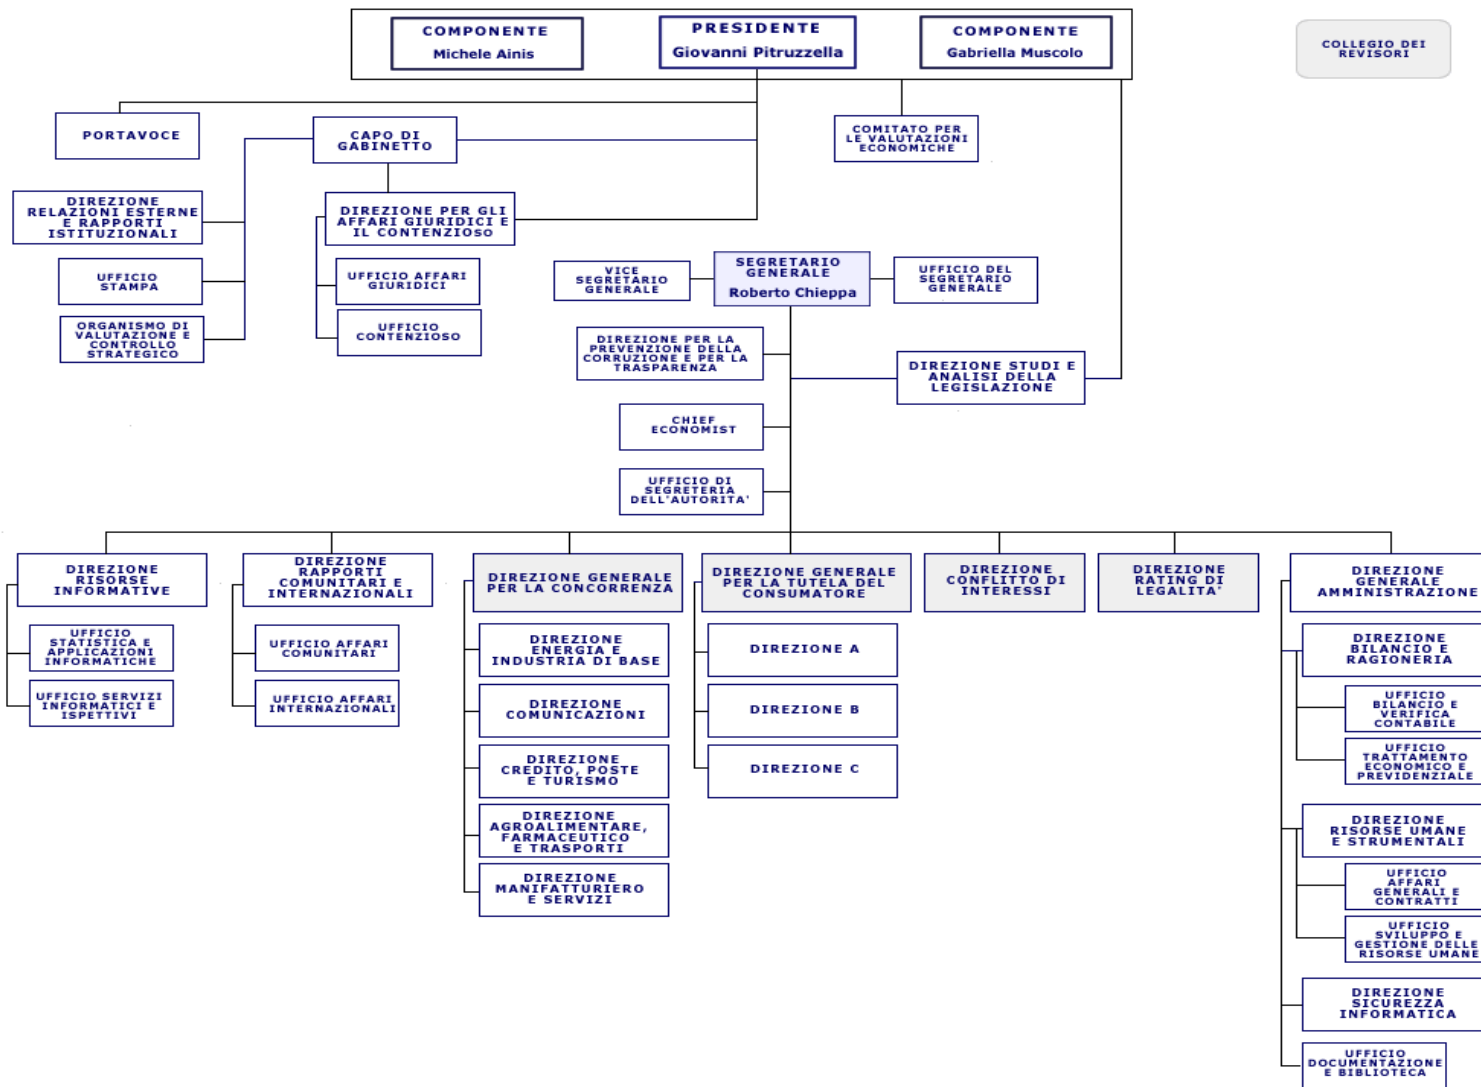 COMPONENTE
Michele Ainis
PRESIDENTE
Giovanni Pitruzzella
COMPONENTE
Gabriella Muscolo
COLLEGIO DEI
REVISORI
PORTAVOCE
CAPO DI
GABINETTO
COMITATO PER
LE VALUTAZIONI
ECONOMICHE
DIREZIONE
RELAZIONI ESTERNE
E RAPPORTI
ISTITUZIONALI
DIREZIONE PER GLI
AFFARI GIURIDICI E
IL CONTENZIOSO
UFFICIO
STAMPA
UFFICIO AFFARI
GIURIDICI
ORGANISMO DI
VALUTAZIONE E
CONTROLLO
STRATEGICO
UFFICIO
CONTENZIOSO
VICE
SEGRETARIO
GENERALE
SEGRETARIO
GENERALE
Roberto Chieppa
UFFICIO DEL
SEGRETARIO
GENERALE
DIREZIONE PER LA
PREVENZIONE DELLA
CORRUZIONE E PER LA
TRASPARENZA
DIREZIONE STUDI E
ANALISI DELLA
LEGISLAZIONE
CHIEF
ECONOMIST
UFFICIO DI
SEGRETERIA
DELL'AUTORITA'
DIREZIONE
RISORSE
INFORMATIVE
UFFICIO
STATISTICA E
APPLICAZIONI
INFORMATICHE
UFFICIO SERVIZI
INFORMATICI E
ISPETTIVI
DIREZIONE
RAPPORTI
COMUNITARI E
INTERNAZIONALI
UFFICIO AFFARI
COMUNITARI
UFFICIO AFFARI
INTERNAZIONALI
DIREZIONE GENERALE
PER LA CONCORRENZA
DIREZIONE
ENERGIA E
INDUSTRIA DI BASE
DIREZIONE
COMUNICAZIONI
DIREZIONE
CREDITO, POSTE
E TURISMO
DIREZIONE
AGROALIMENTARE,
FARMACEUTICO
E TRASPORTI
DIREZIONE
MANIFATTURIERO
E SERVIZI
DIREZIONE GENERALE
PER LA TUTELA DEL
CONSUMATORE
DIREZIONE A
DIREZIONE B
DIREZIONE C
DIREZIONE
CONFLITTO DI
INTERESSI
DIREZIONE
RATING DI
LEGALITA'
DIREZIONE
GENERALE
AMMINISTRAZIONE
DIREZIONE
BILANCIO E
RAGIONERIA
UFFICIO
BILANCIO E
VERIFICA
CONTABILE
UFFICIO
TRATTAMENTO
ECONOMICO E
PREVIDENZIALE
DIREZIONE
RISORSE UMANE
E STRUMENTALI
UFFICIO
AFFARI
GENERALI E
CONTRATTI
UFFICIO
SVILUPPO E
GESTIONE DELLE
RISORSE UMANE
DIREZIONE
SICUREZZA
INFORMATICA
UFFICIO
DOCUMENTAZIONE
E BIBLIOTECA